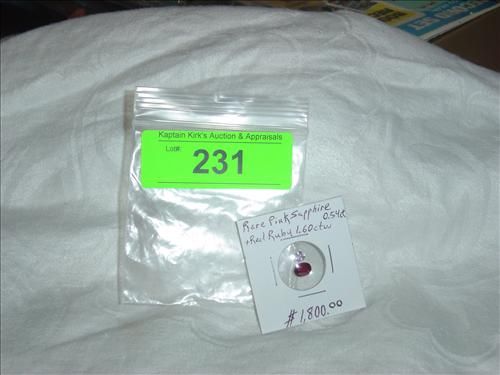 Kaptain Kirk's Auction & Appraisals
Lot#:
231
Rare Pink Sapphire 0.54ct
+ Red Ruby 1.60ctw
$1,800.00